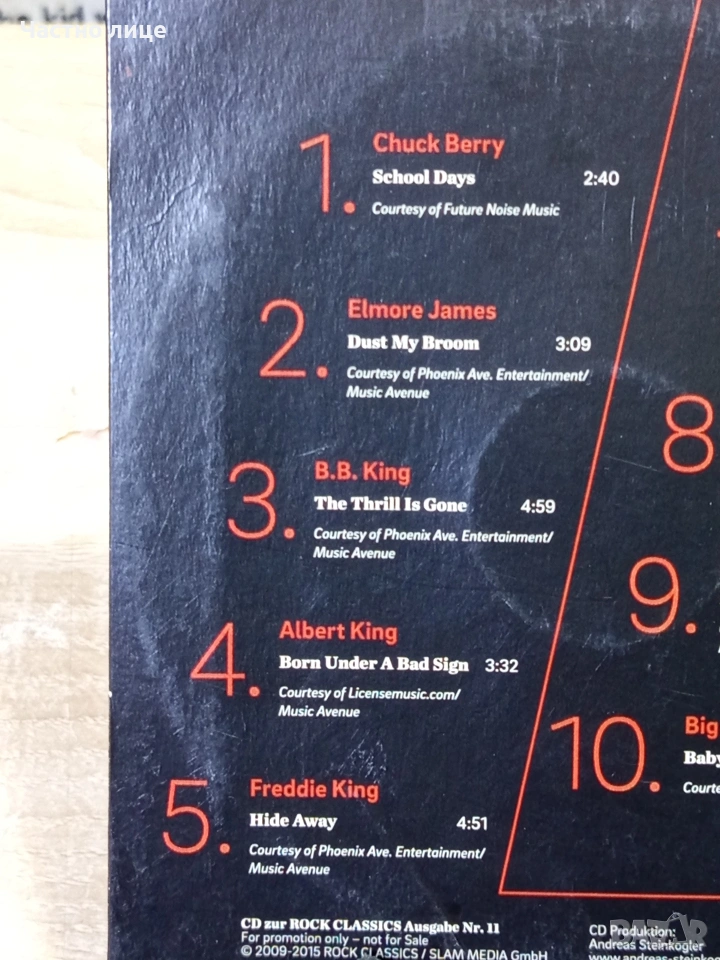 Частно лице
1.
Chuck Berry
School Days 2:40
Courtesy of Future Noise Music
2.
Elmore James
Dust My Broom 3:09
Courtesy of Phoenix Ave. Entertainment/
Music Avenue
3.
B.B. King
The Thrill Is Gone 4:59
Courtesy of Phoenix Ave. Entertainment/
Music Avenue
4.
Albert King
Born Under A Bad Sign 3:32
Courtesy of Licensemusic.com/
Music Avenue
5.
Freddie King
Hide Away 4:51
Courtesy of Phoenix Ave. Entertainment/
Music Avenue
8
9.
10.
Big
Baby
Courte
CD zur ROCK CLASSICS Ausgabe Nr. 11
For promotion only – not for Sale
© 2009-2015 ROCK CLASSICS / SLAM MEDIA GmbH
CD Produktion:
Andreas Steinkogler
www.andreas-steinkog